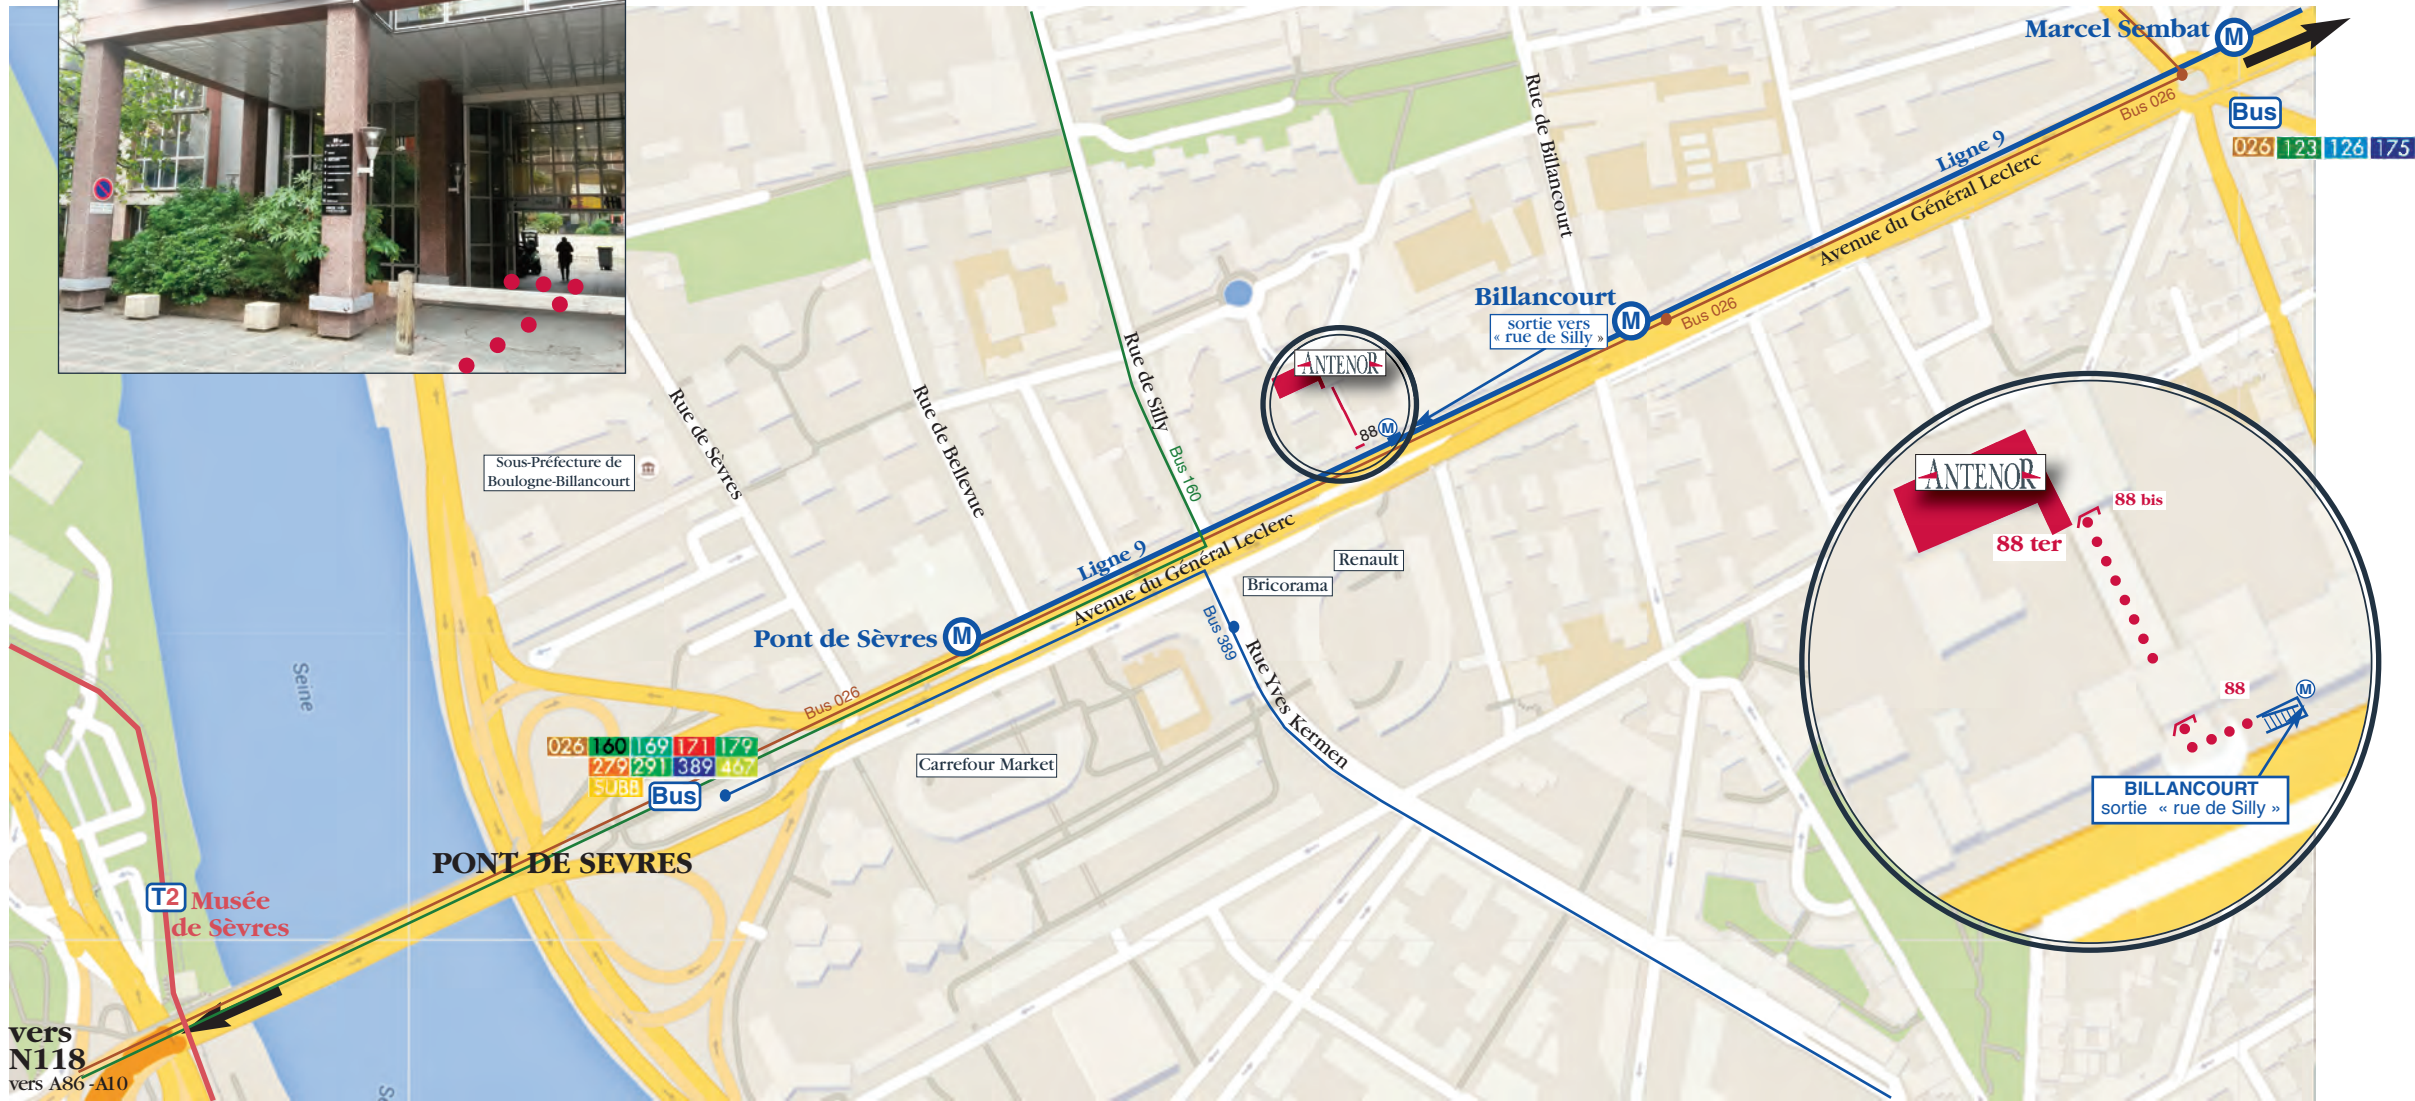 Marcel Sembat
M
Bus
026 123 126 175
Bus 026
Ligne 9
Avenue du Général Leclerc
Rue de Billancourt
Billancourt
M
sortie vers
« rue de Silly »
Bus 026
ANTENOR
88 M
Rue de Silly
Bus 160
Rue de Sèvres
Rue de Bellevue
Sous-Préfecture de
Boulogne-Billancourt
Ligne 9
Avenue du Général Leclerc
Renault
Bricorama
Bus 389
Rue Yves Kermen
Pont de Sèvres
M
Bus 026
026 160 169 171 179
279 291 389 467
SUBB
Bus
Carrefour Market
PONT DE SEVRES
Seine
T2 Musée
de Sèvres
vers
N118
vers A86 -A10
ANTENOR
88 bis
88 ter
88
M
BILLANCOURT
sortie « rue de Silly »